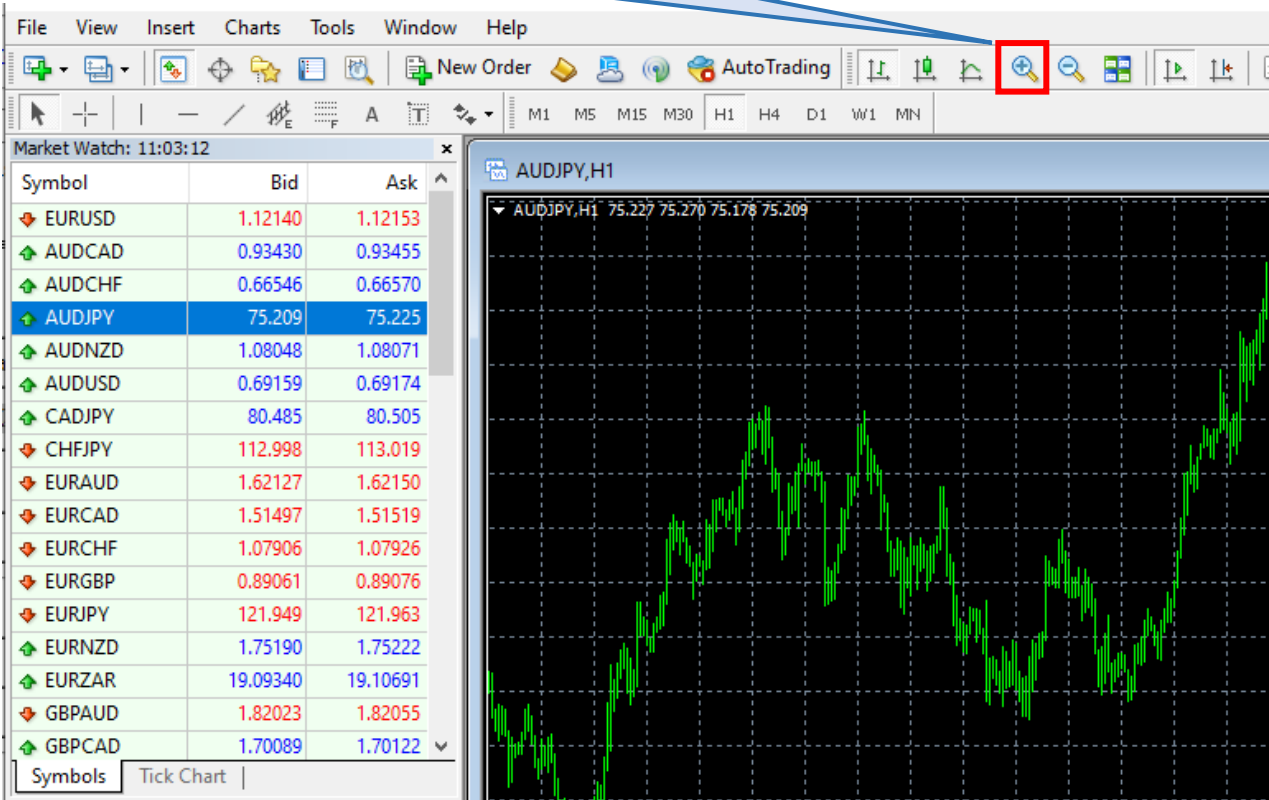 File View Insert Charts Tools Window Help
New Order AutoTrading
E F A T M1 M5 M15 M30 H1 H4 D1 W1 MN
Market Watch: 11:03:12
AUDJPY,H1
Symbol Bid Ask
AUDJPY,H1 75.227 75.270 75.178 75.209
EURUSD 1.12140 1.12153
AUDCAD 0.93430 0.93455
AUDCHF 0.66546 0.66570
AUDJPY 75.209 75.225
AUDNZD 1.08048 1.08071
AUDUSD 0.69159 0.69174
CADJPY 80.485 80.505
CHFJPY 112.998 113.019
EURAUD 1.62127 1.62150
EURCAD 1.51497 1.51519
EURCHF 1.07906 1.07926
EURGBP 0.89061 0.89076
EURJPY 121.949 121.963
EURNZD 1.75190 1.75222
EURZAR 19.09340 19.10691
GBPAUD 1.82023 1.82055
GBPCAD 1.70089 1.70122
Symbols Tick Chart